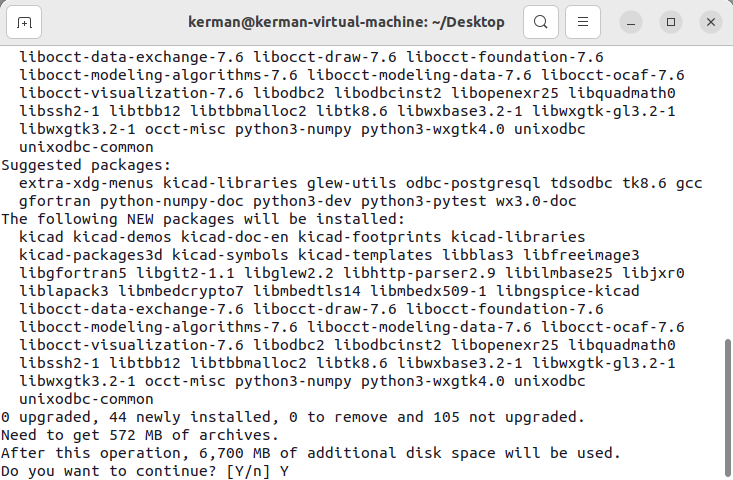 kerman@kerman-virtual-machine: ~/Desktop
libocct-data-exchange-7.6 libocct-draw-7.6 libocct-foundation-7.6
libocct-modeling-algorithms-7.6 libocct-modeling-data-7.6 libocct-ocaf-7.6
libocct-visualization-7.6 libodbc2 libodbcinst2 libopenexr25 libquadmath0
libssh2-1 libtbb12 libtbbmalloc2 libtk8.6 libwxbase3.2-1 libwxgtk-gl3.2-1
libwxgtk3.2-1 occt-misc python3-numpy python3-wxgtk4.0 unixodbc
unixodbc-common
Suggested packages:
extra-xdg-menus kicad-libraries glew-utils odbc-postgresql tdsodbc tk8.6 gcc
gfortran python-numpy-doc python3-dev python3-pytest wx3.0-doc
The following NEW packages will be installed:
kicad kicad-demos kicad-doc-en kicad-footprints kicad-libraries
kicad-packages3d kicad-symbols kicad-templates libblas3 libfreeimage3
libgfortran5 libgit2-1.1 libglew2.2 libhttp-parser2.9 libilmbase25 libjxr0
liblapack3 libmbedcrypto7 libmbedtls14 libmbedx509-1 libngspice-kicad
libocct-data-exchange-7.6 libocct-draw-7.6 libocct-foundation-7.6
libocct-modeling-algorithms-7.6 libocct-modeling-data-7.6 libocct-ocaf-7.6
libocct-visualization-7.6 libodbc2 libodbcinst2 libopenexr25 libquadmath0
libssh2-1 libtbb12 libtbbmalloc2 libtk8.6 libwxbase3.2-1 libwxgtk-gl3.2-1
libwxgtk3.2-1 occt-misc python3-numpy python3-wxgtk4.0 unixodbc
unixodbc-common
0 upgraded, 44 newly installed, 0 to remove and 105 not upgraded.
Need to get 572 MB of archives.
After this operation, 6,700 MB of additional disk space will be used.
Do you want to continue? [Y/n] Y